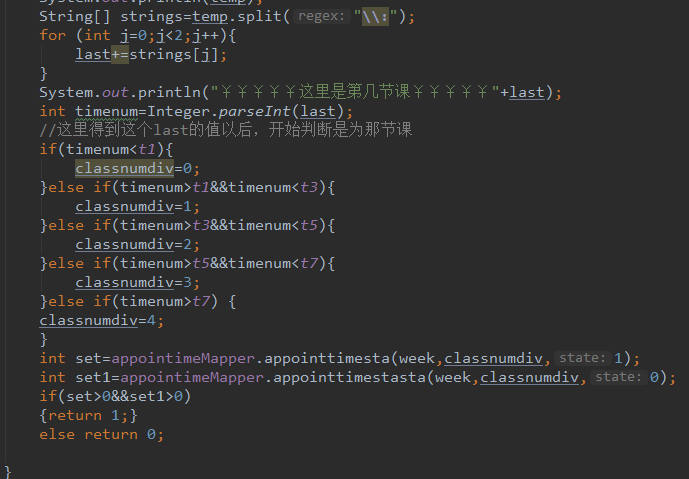 System.out.println(temp);
String[] strings=temp.split( regex: "\\:");
for (int j=0;j<2;j++){
last+=strings[j];
}
System.out.println("￥￥￥￥￥这里是第几节课￥￥￥￥￥"+last);
int timenum=Integer.parseInt(last);
//这里得到这个last的值以后，开始判断是为那节课
if(timenum<t1){
classnumdiv=0;
}else if(timenum>t1&&timenum<t3){
classnumdiv=1;
}else if(timenum>t3&&timenum<t5){
classnumdiv=2;
}else if(timenum>t5&&timenum<t7){
classnumdiv=3;
}else if(timenum>t7) {
classnumdiv=4;
}
int set=appointimeMapper.appointtimesta(week,classnumdiv, state: 1);
int set1=appointimeMapper.appointtimestasta(week,classnumdiv, state: 0);
if(set>0&&set1>0)
{return 1;}
else return 0;
}